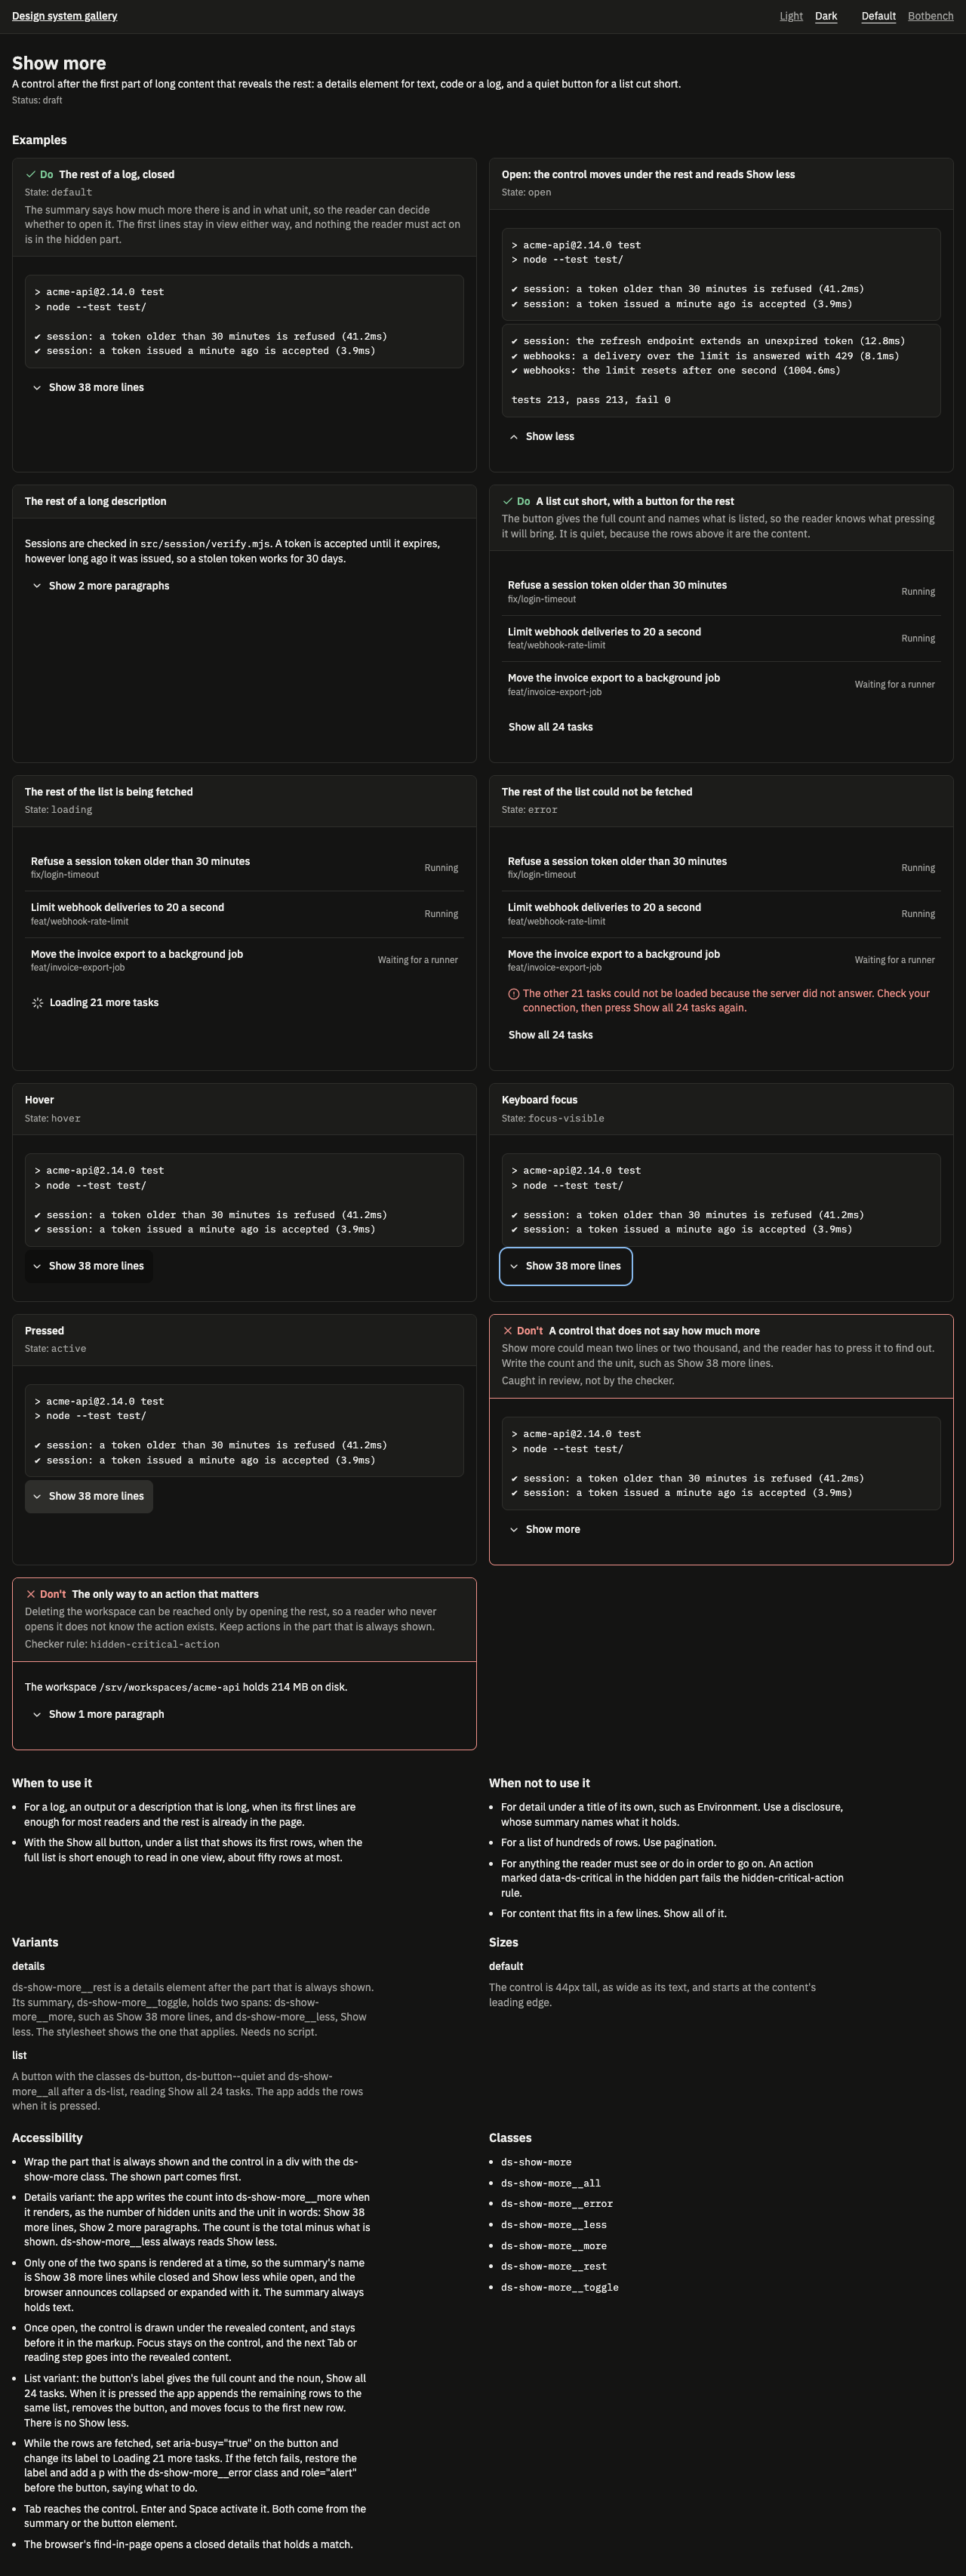 Design system gallery
Light Dark Default Botbench
Show more
A control after the first part of long content that reveals the rest: a details element for text, code or a log, and a quiet button for a list cut short.
Status: draft
Examples
Do The rest of a log, closed
State: default
The summary says how much more there is and in what unit, so the reader can decide
whether to open it. The first lines stay in view either way, and nothing the reader must act on
is in the hidden part.
> acme-api@2.14.0 test
> node --test test/
✔ session: a token older than 30 minutes is refused (41.2ms)
✔ session: a token issued a minute ago is accepted (3.9ms)
Show 38 more lines
Open: the control moves under the rest and reads Show less
State: open
> acme-api@2.14.0 test
> node --test test/
✔ session: a token older than 30 minutes is refused (41.2ms)
✔ session: a token issued a minute ago is accepted (3.9ms)
✔ session: the refresh endpoint extends an unexpired token (12.8ms)
✔ webhooks: a delivery over the limit is answered with 429 (8.1ms)
✔ webhooks: the limit resets after one second (1004.6ms)
tests 213, pass 213, fail 0
Show less
The rest of a long description
Sessions are checked in src/session/verify.mjs. A token is accepted until it expires,
however long ago it was issued, so a stolen token works for 30 days.
Show 2 more paragraphs
Do A list cut short, with a button for the rest
The button gives the full count and names what is listed, so the reader knows what pressing
it will bring. It is quiet, because the rows above it are the content.
Refuse a session token older than 30 minutes
fix/login-timeout
Running
Limit webhook deliveries to 20 a second
feat/webhook-rate-limit
Running
Move the invoice export to a background job
feat/invoice-export-job
Waiting for a runner
Show all 24 tasks
The rest of the list is being fetched
State: loading
Refuse a session token older than 30 minutes
fix/login-timeout
Running
Limit webhook deliveries to 20 a second
feat/webhook-rate-limit
Running
Move the invoice export to a background job
feat/invoice-export-job
Waiting for a runner
Loading 21 more tasks
The rest of the list could not be fetched
State: error
Refuse a session token older than 30 minutes
fix/login-timeout
Running
Limit webhook deliveries to 20 a second
feat/webhook-rate-limit
Running
Move the invoice export to a background job
feat/invoice-export-job
Waiting for a runner
The other 21 tasks could not be loaded because the server did not answer. Check your
connection, then press Show all 24 tasks again.
Show all 24 tasks
Hover
State: hover
> acme-api@2.14.0 test
> node --test test/
✔ session: a token older than 30 minutes is refused (41.2ms)
✔ session: a token issued a minute ago is accepted (3.9ms)
Show 38 more lines
Keyboard focus
State: focus-visible
> acme-api@2.14.0 test
> node --test test/
✔ session: a token older than 30 minutes is refused (41.2ms)
✔ session: a token issued a minute ago is accepted (3.9ms)
Show 38 more lines
Pressed
State: active
> acme-api@2.14.0 test
> node --test test/
✔ session: a token older than 30 minutes is refused (41.2ms)
✔ session: a token issued a minute ago is accepted (3.9ms)
Show 38 more lines
Don't A control that does not say how much more
Show more could mean two lines or two thousand, and the reader has to press it to find out.
Write the count and the unit, such as Show 38 more lines.
Caught in review, not by the checker.
> acme-api@2.14.0 test
> node --test test/
✔ session: a token older than 30 minutes is refused (41.2ms)
✔ session: a token issued a minute ago is accepted (3.9ms)
Show more
Don't The only way to an action that matters
Deleting the workspace can be reached only by opening the rest, so a reader who never
opens it does not know the action exists. Keep actions in the part that is always shown.
Checker rule: hidden-critical-action
The workspace /srv/workspaces/acme-api holds 214 MB on disk.
Show 1 more paragraph
When to use it
• For a log, an output or a description that is long, when its first lines are
enough for most readers and the rest is already in the page.
• With the Show all button, under a list that shows its first rows, when the
full list is short enough to read in one view, about fifty rows at most.
When not to use it
• For detail under a title of its own, such as Environment. Use a disclosure,
whose summary names what it holds.
• For a list of hundreds of rows. Use pagination.
• For anything the reader must see or do in order to go on. An action
marked data-ds-critical in the hidden part fails the hidden-critical-action
rule.
• For content that fits in a few lines. Show all of it.
Variants
details
ds-show-more__rest is a details element after the part that is always shown.
Its summary, ds-show-more__toggle, holds two spans: ds-show-
more__more, such as Show 38 more lines, and ds-show-more__less, Show
less. The stylesheet shows the one that applies. Needs no script.
list
A button with the classes ds-button, ds-button--quiet and ds-show-
more__all after a ds-list, reading Show all 24 tasks. The app adds the rows
when it is pressed.
Sizes
default
The control is 44px tall, as wide as its text, and starts at the content's
leading edge.
Accessibility
• Wrap the part that is always shown and the control in a div with the ds-
show-more class. The shown part comes first.
• Details variant: the app writes the count into ds-show-more__more when
it renders, as the number of hidden units and the unit in words: Show 38
more lines, Show 2 more paragraphs. The count is the total minus what is
shown. ds-show-more__less always reads Show less.
• Only one of the two spans is rendered at a time, so the summary's name
is Show 38 more lines while closed and Show less while open, and the
browser announces collapsed or expanded with it. The summary always
holds text.
• Once open, the control is drawn under the revealed content, and stays
before it in the markup. Focus stays on the control, and the next Tab or
reading step goes into the revealed content.
• List variant: the button's label gives the full count and the noun, Show all
24 tasks. When it is pressed the app appends the remaining rows to the
same list, removes the button, and moves focus to the first new row.
There is no Show less.
• While the rows are fetched, set aria-busy="true" on the button and
change its label to Loading 21 more tasks. If the fetch fails, restore the
label and add a p with the ds-show-more__error class and role="alert"
before the button, saying what to do.
• Tab reaches the control. Enter and Space activate it. Both come from the
summary or the button element.
• The browser's find-in-page opens a closed details that holds a match.
Classes
• ds-show-more
• ds-show-more__all
• ds-show-more__error
• ds-show-more__less
• ds-show-more__more
• ds-show-more__rest
• ds-show-more__toggle